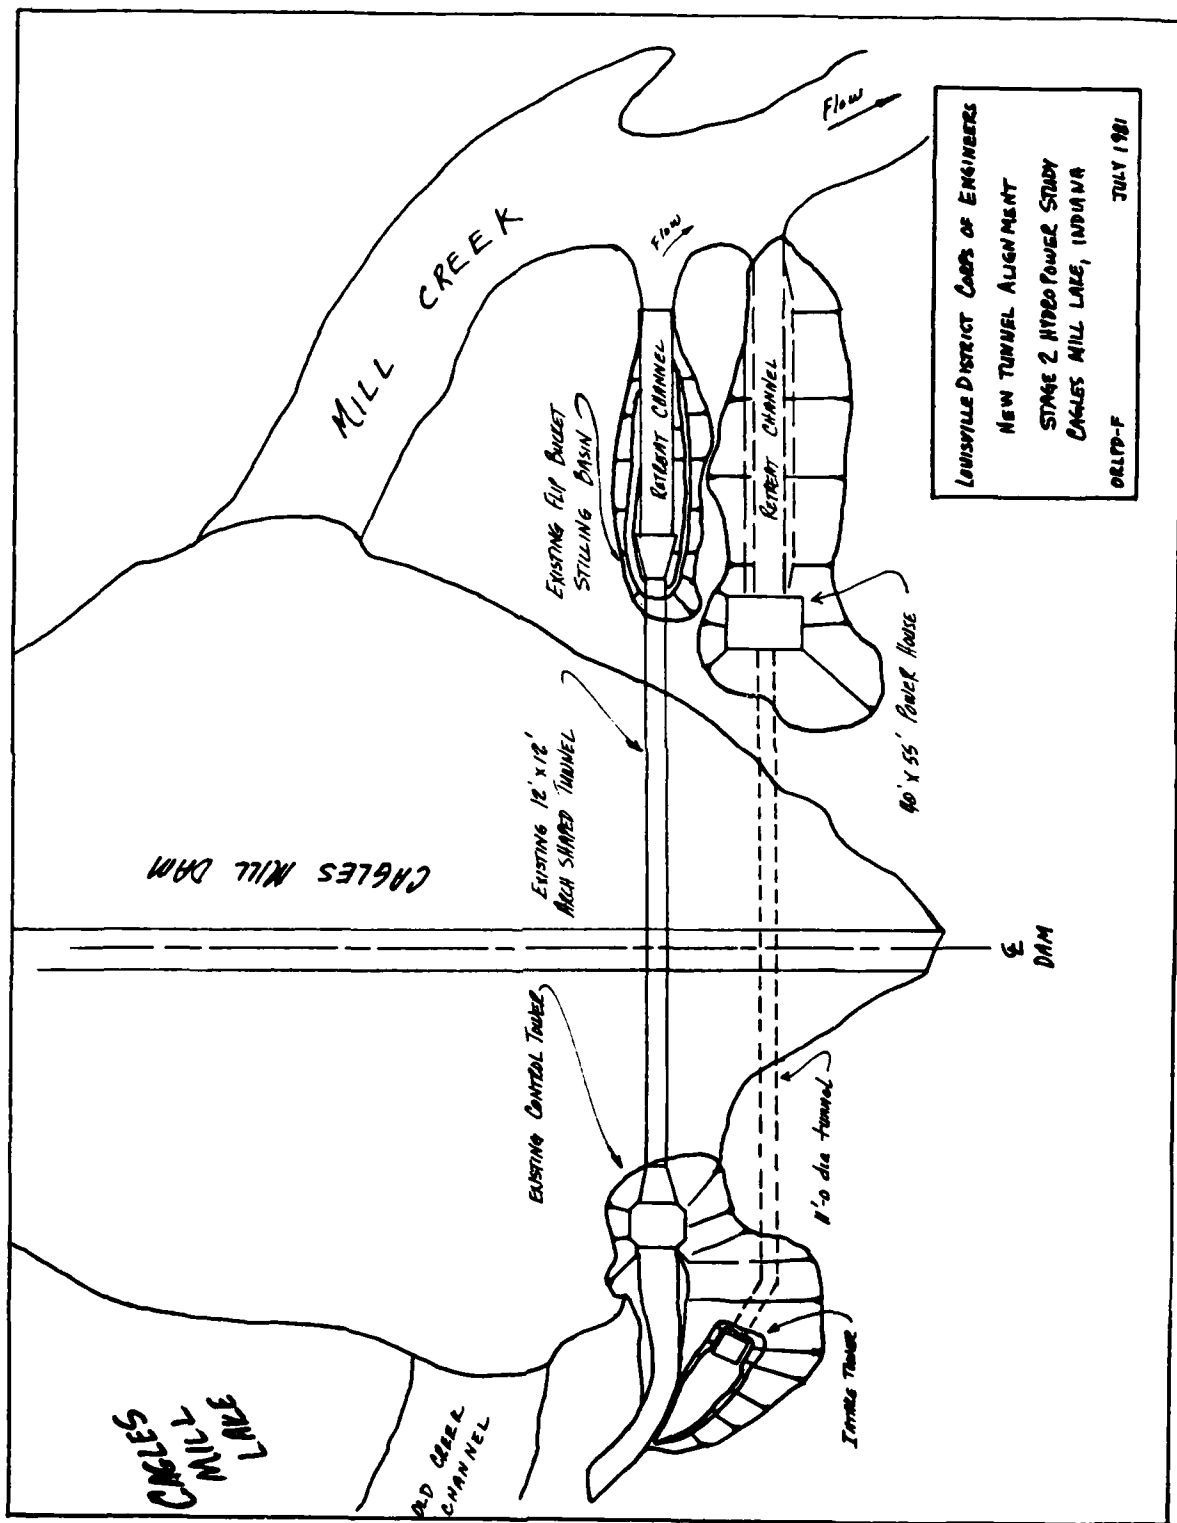 CAGLES
MILL
LAKE
OLD CREEK
CHANNEL
INTAKE TOWER
11'-0 dia tunnel
EXISTING CONTROL TOWER
℄
DAM
CAGLES MILL DAM
EXISTING 12' x 12'
ARCH SHAPED TUNNEL
40' x 55' POWER HOUSE
EXISTING FLIP BUCKET
STILLING BASIN
RETREAT CHANNEL
RETREAT CHANNEL
MILL CREEK
Flow
Flow
LOUISVILLE DISTRICT CORPS OF ENGINEERS
NEW TUNNEL ALIGNMENT
STAGE 2 HYDROPOWER STUDY
CAGLES MILL LAKE, INDIANA
ORLPD-F JULY 1981